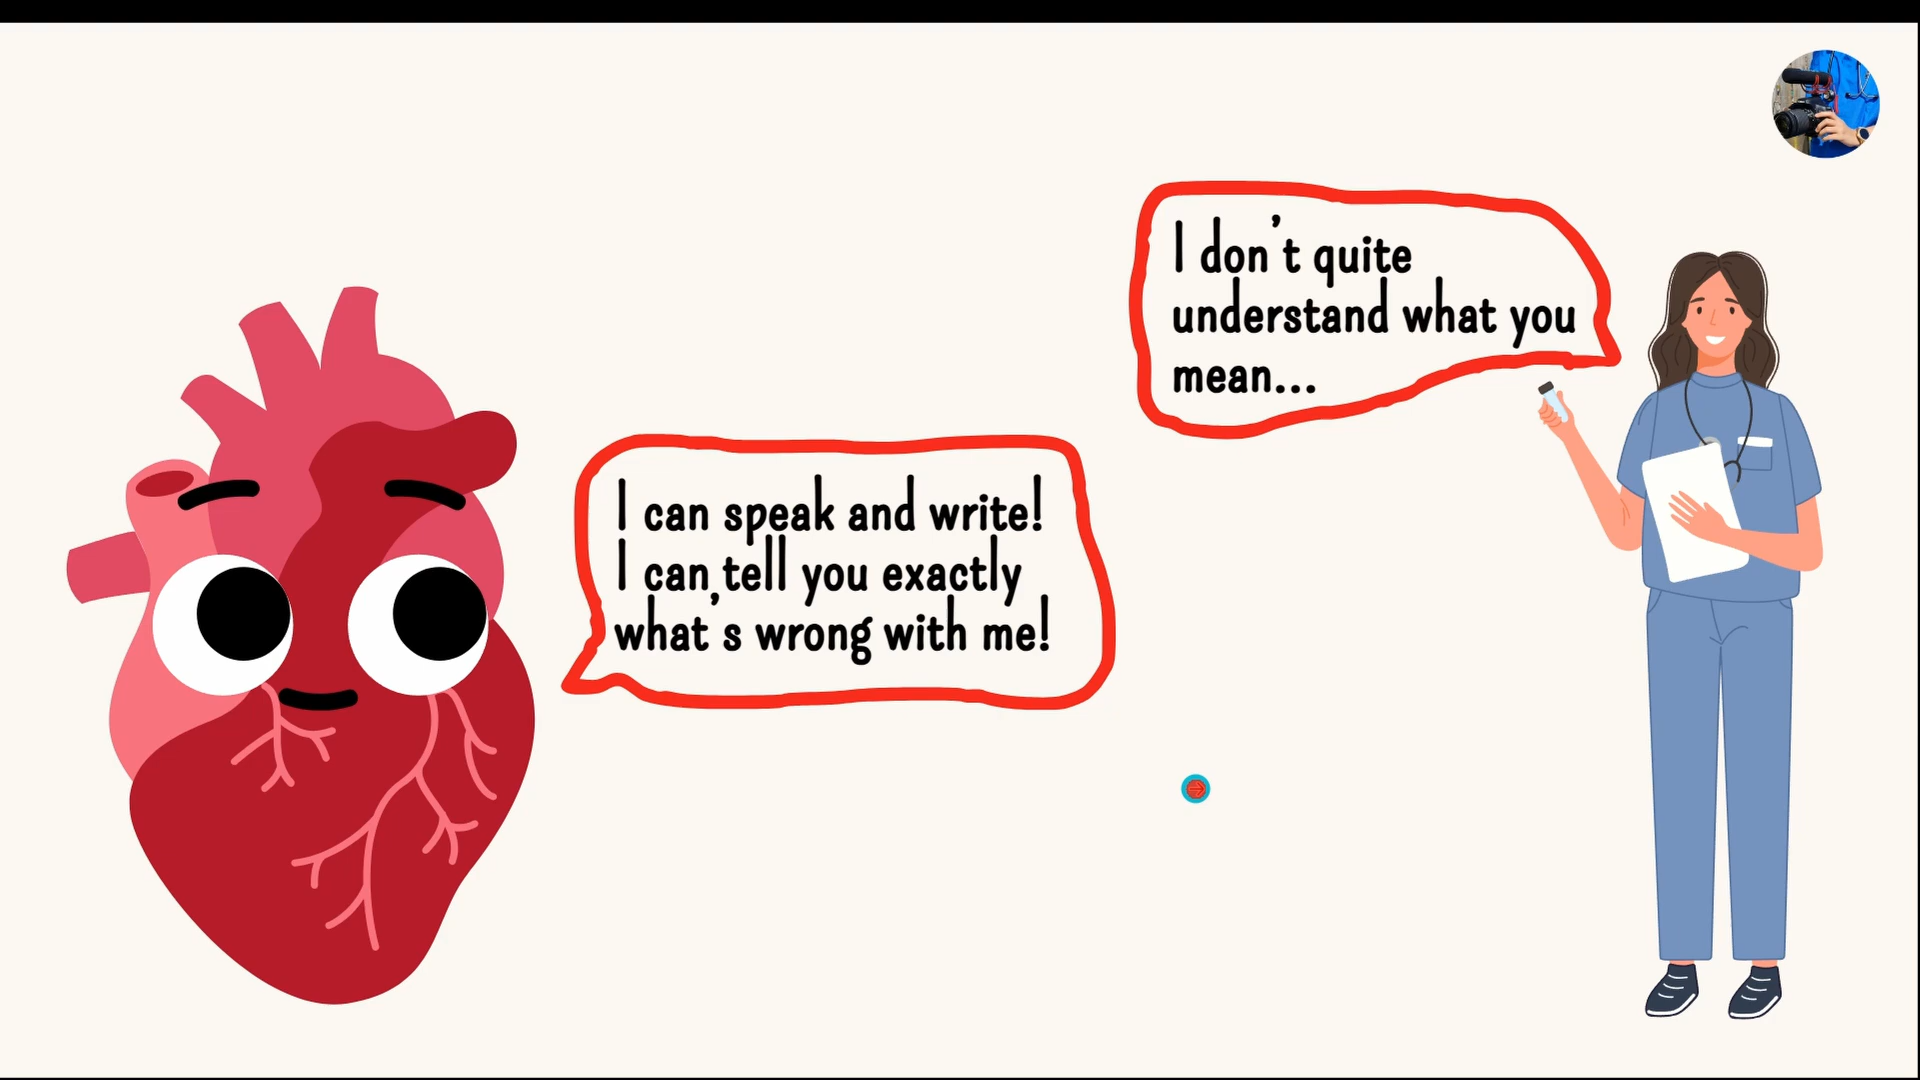 I can speak and write!
I can tell you exactly
what's wrong with me!
I don't quite
understand what you
mean...